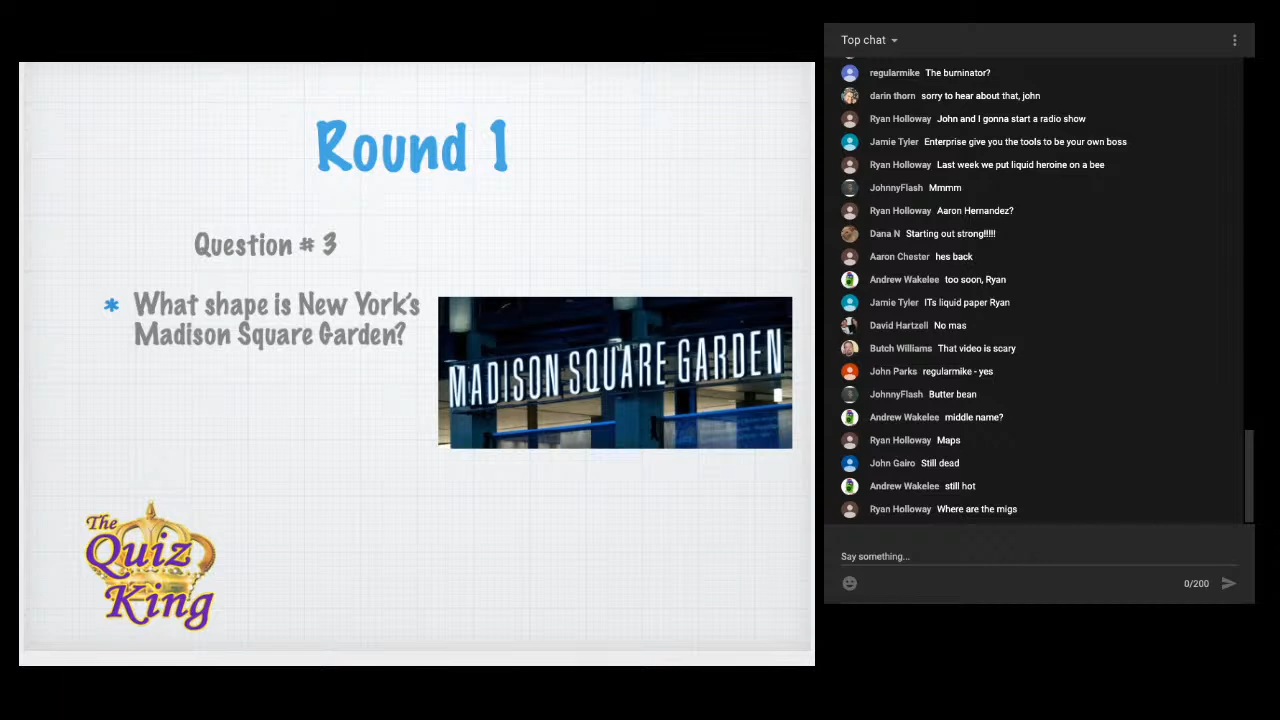 Round 1
Question # 3
* What shape is New York's
Madison Square Garden?
MADISON SQUARE GARDEN
The
Quiz
King
Top chat
regularmike The burninator?
darin thorn sorry to hear about that, john
Ryan Holloway John and I gonna start a radio show
Jamie Tyler Enterprise give you the tools to be your own boss
Ryan Holloway Last week we put liquid heroine on a bee
JohnnyFlash Mmmm
Ryan Holloway Aaron Hernandez?
Dana N Starting out strong!!!!!
Aaron Chester hes back
Andrew Wakelee too soon, Ryan
Jamie Tyler ITs liquid paper Ryan
David Hartzell No mas
Butch Williams That video is scary
John Parks regularmike - yes
JohnnyFlash Butter bean
Andrew Wakelee middle name?
Ryan Holloway Maps
John Gairo Still dead
Andrew Wakelee still hot
Ryan Holloway Where are the migs
Say something...
0/200